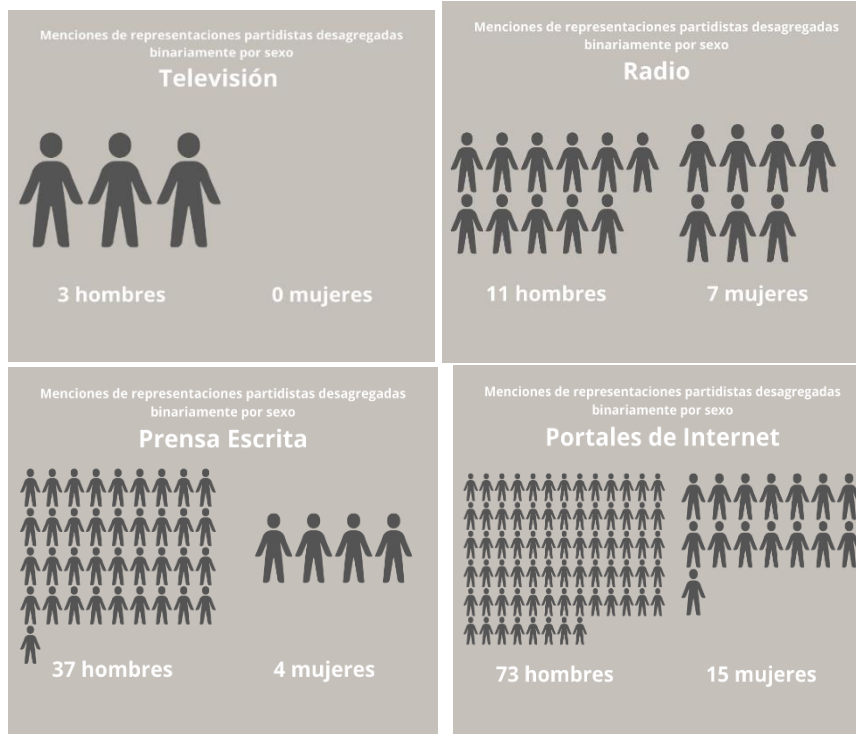 Menciones de representaciones partidistas desagregadas
binariamente por sexo
Televisión
3 hombres
0 mujeres
Menciones de representaciones partidistas desagregadas
binariamente por sexo
Radio
11 hombres
7 mujeres
Menciones de representaciones partidistas desagregadas
binariamente por sexo
Prensa Escrita
37 hombres
4 mujeres
Menciones de representaciones partidistas desagregadas
binariamente por sexo
Portales de Internet
73 hombres
15 mujeres